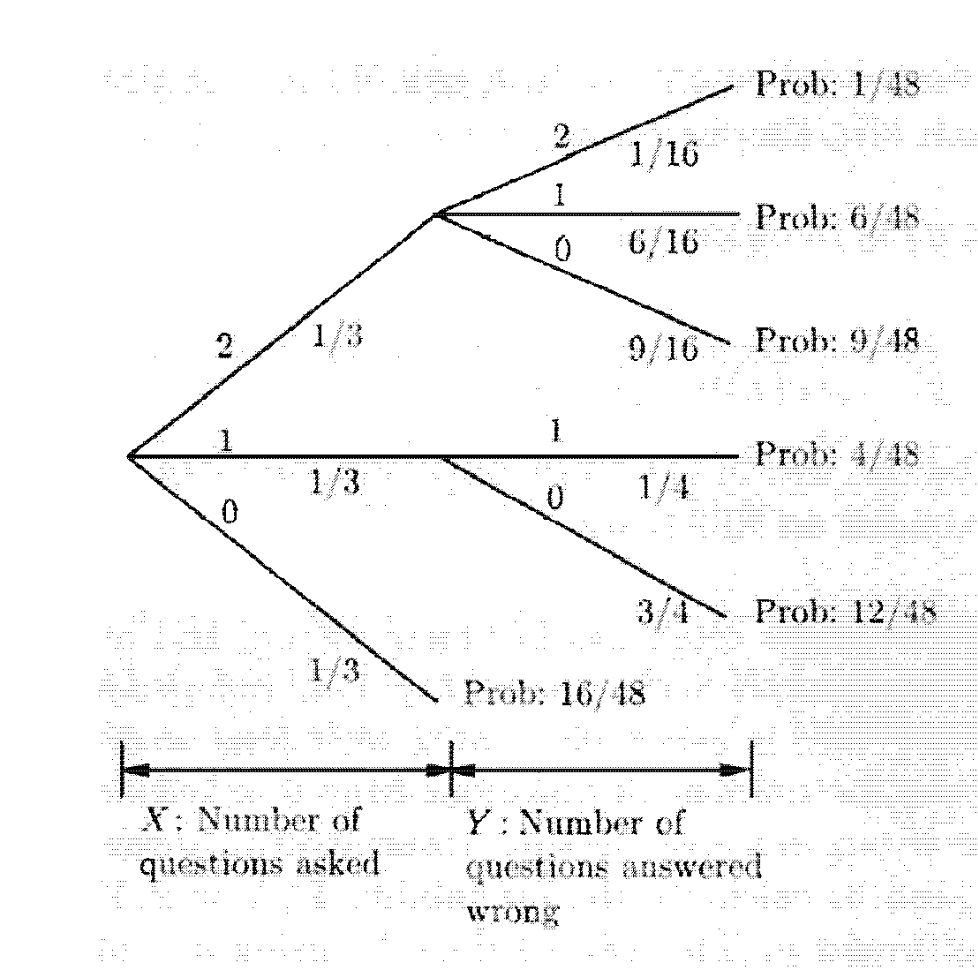 Prob: 1/48
2
1/16
1
Prob: 6/48
6/16
0
2
1/3
9/16
Prob: 9/48
1
1
Prob: 4/48
1/3
1/4
0
0
3/4
Prob: 12/48
1/3
Prob: 16/48
X : Number of
questions asked
Y : Number of
questions answered
wrong